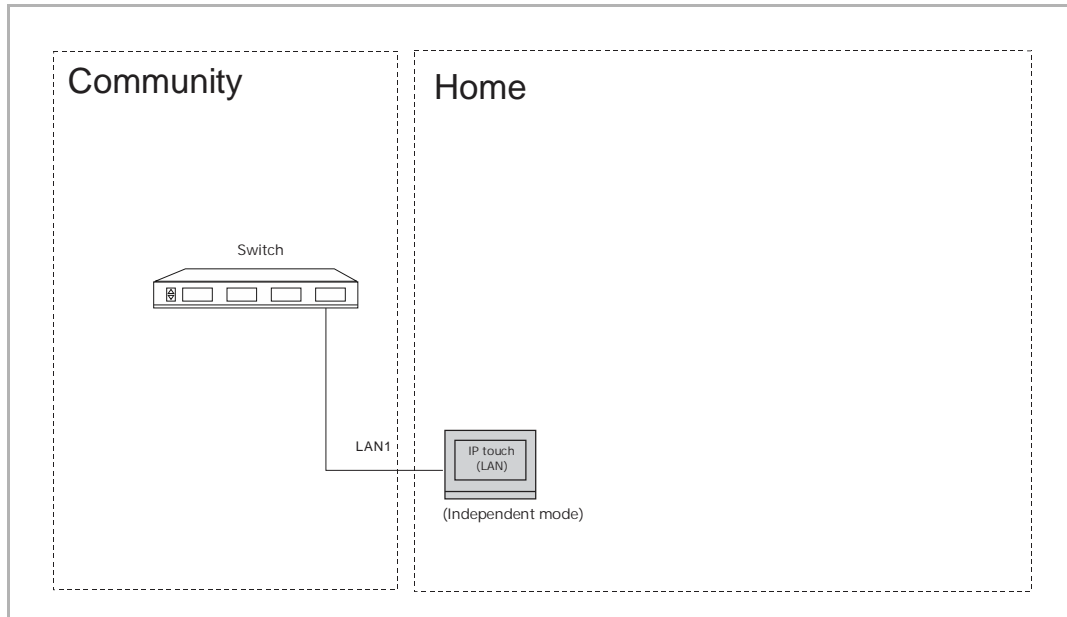 Community
Home
Switch
LAN1
IP touch
(LAN)
(Independent mode)